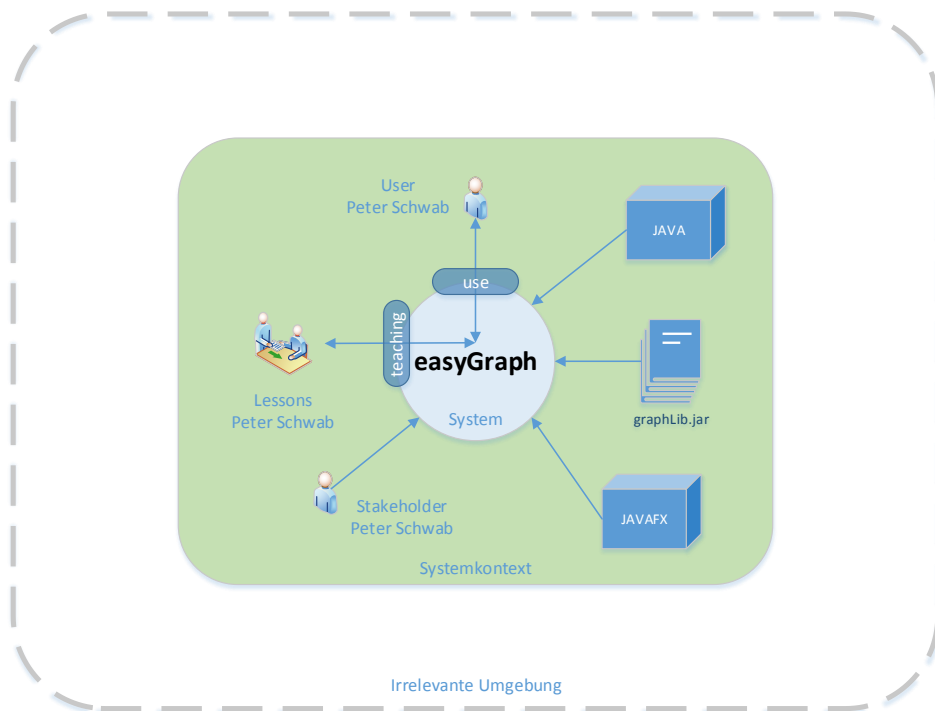 User
Peter Schwab
JAVA
use
teaching
easyGraph
System
Lessons
Peter Schwab
graphLib.jar
Stakeholder
Peter Schwab
JAVAFX
Systemkontext
Irrelevante Umgebung